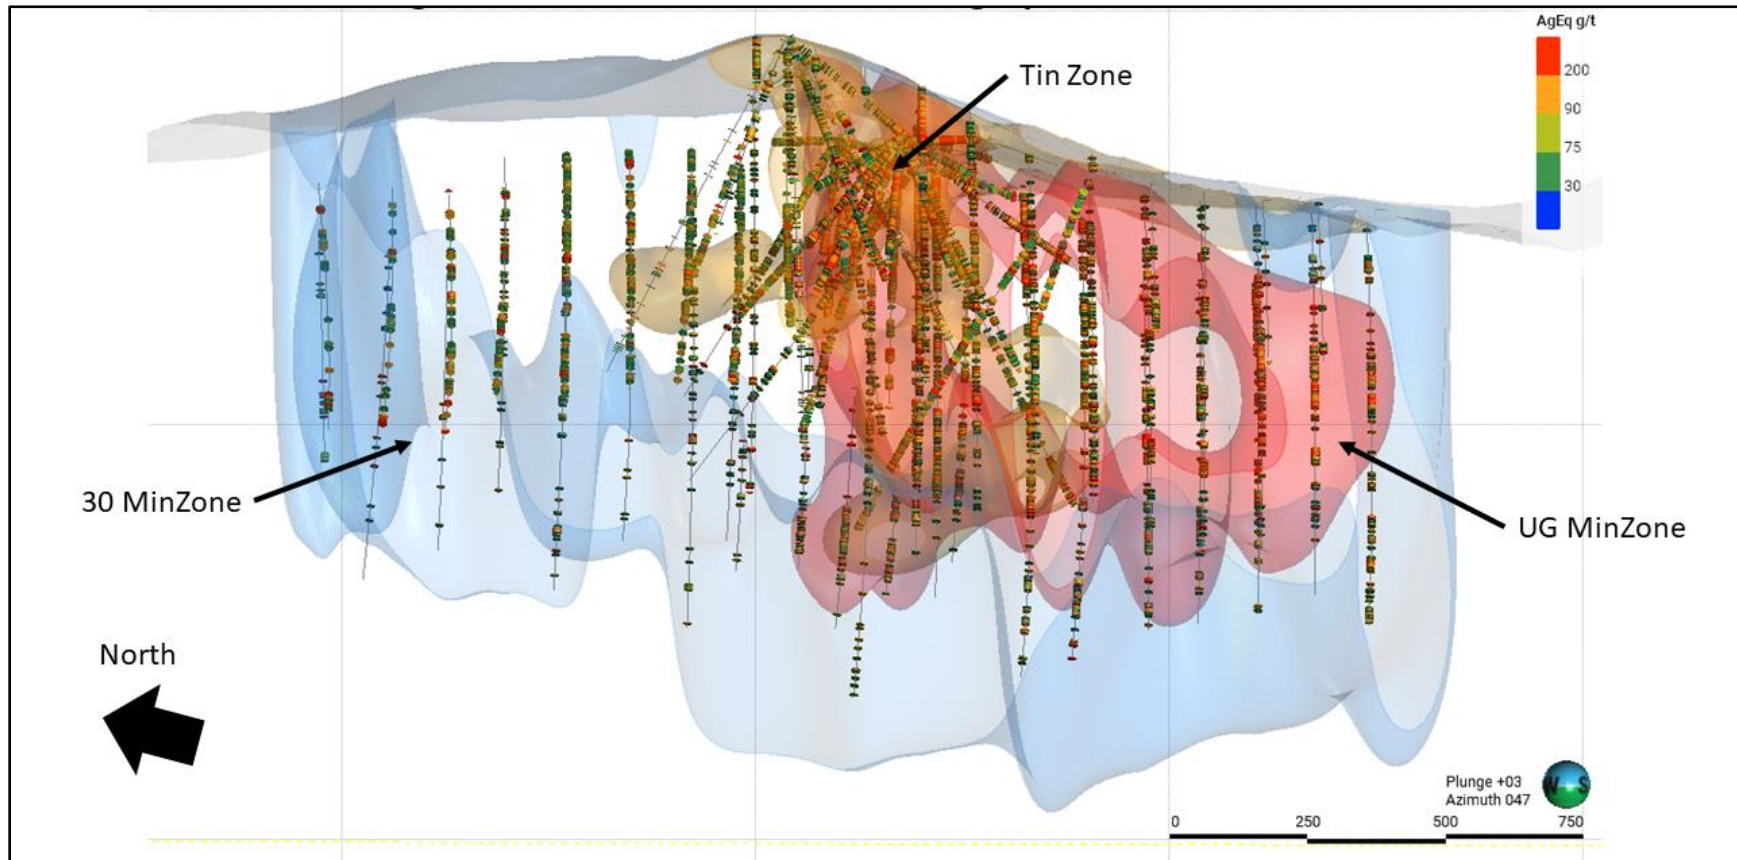 AgEq g/t
200
90
75
30
Tin Zone
30 MinZone
UG MinZone
North
Plunge +03
Azimuth 047
W S
0 250 500 750